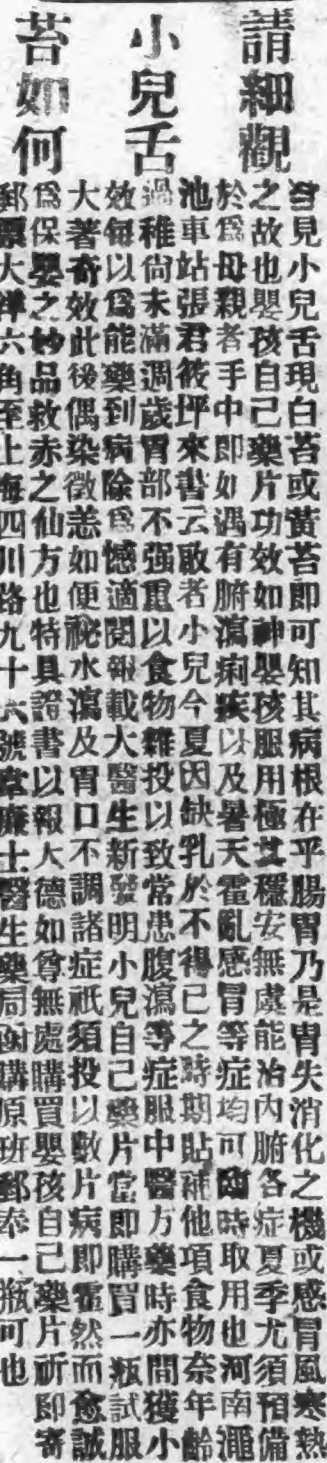 請細觀
小兒舌
苔如何
若見小兒舌現白苔或黃苔即可知其病根在乎腸胃乃是胃失消化之機或感冒風寒熱
之故也嬰孩自己藥片功效如神嬰孩服用極其穩安無虞能治內腑各症夏季尤須預備
於爲母親者手中即如遇有腑瀉痢疾以及暑天霍亂感冒等症均可臨時取用也河南澠
池車站張君筱坪來書云敢者小兒今夏因缺乳於不得已之時期貼補他項食物奈年齡
過稚尙未滿週歲胃部不强重以食物雜投以致常患腹瀉等症服中醫方藥時亦間獲小
效每以爲能藥到病除爲憾適閱報載大醫生新發明小兒自己藥片當即購買一瓶試服
大著奇效此後偶染微恙如便祕水瀉及胃口不調諸症祇須投以數片病即霍然而愈誠
爲保嬰之妙品救赤之仙方也特具證書以報大德如尊無處購買嬰孩自己藥片祈即寄
郵票大洋六角至上海四川路九十六號韋廉士醫生藥局函購原班郵奉一瓶可也